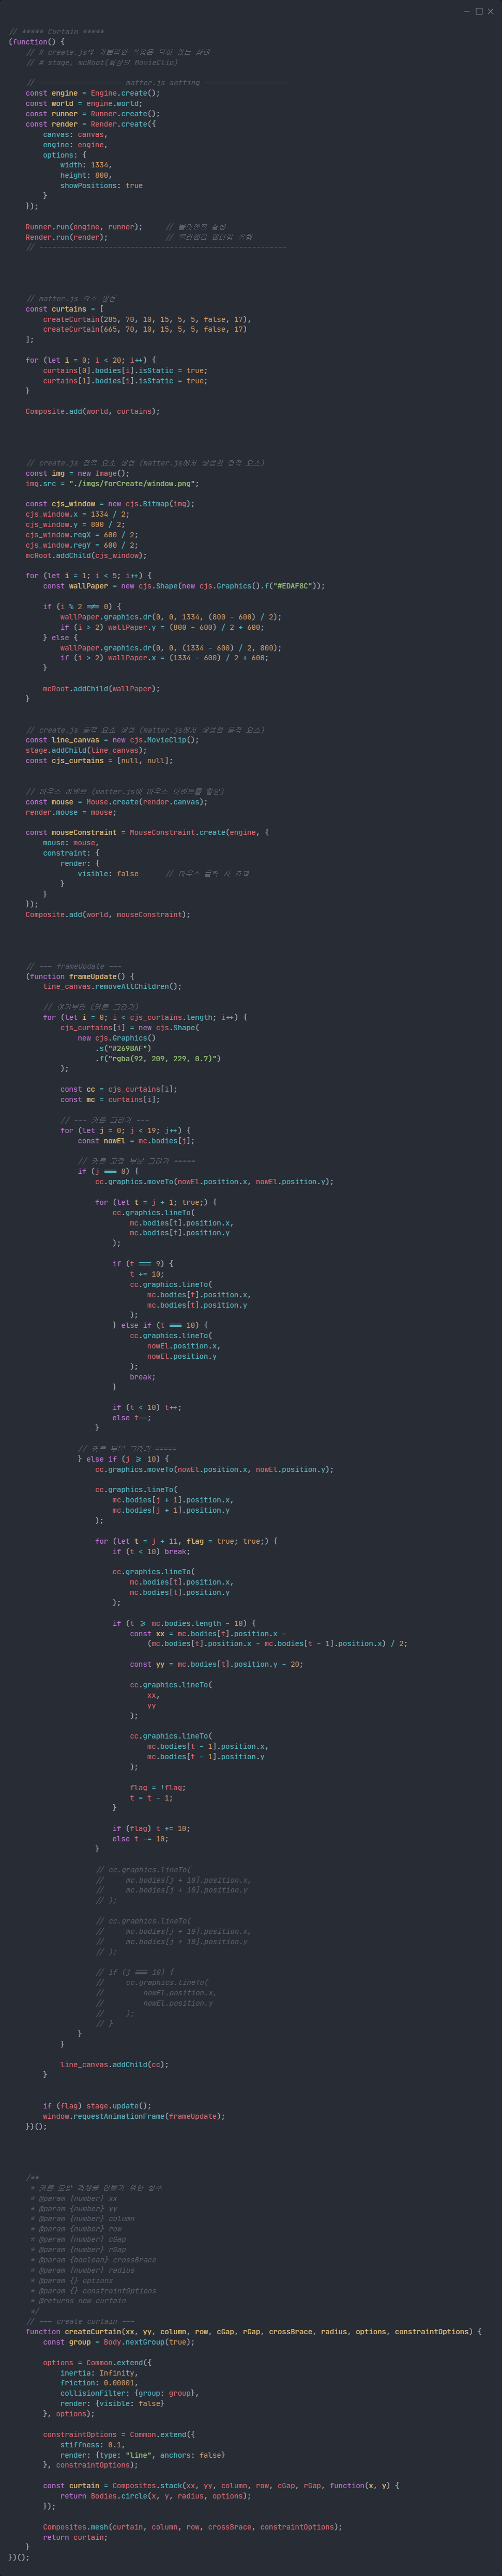 // ***** Curtain *****
(function() {
    // # create.js의 기본적인 설정은 되어 있는 상태
    // # stage, mcRoot(최상단 MovieClip)

    // ------------------- matter.js setting -------------------
    const engine = Engine.create();
    const world = engine.world;
    const runner = Runner.create();
    const render = Render.create({
        canvas: canvas,
        engine: engine,
        options: {
            width: 1334,
            height: 800,
            showPositions: true
        }
    });

    Runner.run(engine, runner);     // 물리엔진 실행
    Render.run(render);             // 물리엔진 렌더링 실행
    // ---------------------------------------------------------

    // matter.js 요소 생성
    const curtains = [
        createCurtain(285, 70, 10, 15, 5, 5, false, 17),
        createCurtain(665, 70, 10, 15, 5, 5, false, 17)
    ];

    for (let i = 0; i < 20; i++) {
        curtains[0].bodies[i].isStatic = true;
        curtains[1].bodies[i].isStatic = true;
    }

    Composite.add(world, curtains);

    // create.js 정적 요소 생성 (matter.js에서 생성한 정적 요소)
    const img = new Image();
    img.src = "./imgs/forCreate/window.png";

    const cjs_window = new cjs.Bitmap(img);
    cjs_window.x = 1334 / 2;
    cjs_window.y = 800 / 2;
    cjs_window.regX = 600 / 2;
    cjs_window.regY = 600 / 2;
    mcRoot.addChild(cjs_window);

    for (let i = 1; i < 5; i++) {
        const wallPaper = new cjs.Shape(new cjs.Graphics().f("#EDAF8C"));

        if (i % 2 === 0) {
            wallPaper.graphics.dr(0, 0, 1334, (800 - 600) / 2);
            if (i > 2) wallPaper.y = (800 - 600) / 2 + 600;
        } else {
            wallPaper.graphics.dr(0, 0, (1334 - 600) / 2, 800);
            if (i > 2) wallPaper.x = (1334 - 600) / 2 + 600;
        }

        mcRoot.addChild(wallPaper);
    }

    // create.js 동적 요소 생성 (matter.js에서 생성한 동적 요소)
    const line_canvas = new cjs.MovieClip();
    stage.addChild(line_canvas);
    const cjs_curtains = [null, null];

    // 마우스 이벤트 (matter.js에 마우스 이벤트를 할당)
    const mouse = Mouse.create(render.canvas);
    render.mouse = mouse;

    const mouseConstraint = MouseConstraint.create(engine, {
        mouse: mouse,
        constraint: {
            render: {
                visible: false      // 마우스 클릭 시 효과
            }
        }
    });
    Composite.add(world, mouseConstraint);

    // --- frameUpdate ---
    (function frameUpdate() {
        line_canvas.removeAllChildren();

        // 여기부터 (커튼 그리기)
        for (let i = 0; i < cjs_curtains.length; i++) {
            cjs_curtains[i] = new cjs.Shape(
                new cjs.Graphics()
                    .s("#269BAF")
                    .f("rgba(92, 209, 229, 0.7)")
            );

            const cc = cjs_curtains[i];
            const mc = curtains[i];

            // --- 커튼 그리기 ---
            for (let j = 0; j < 19; j++) {
                const nowEl = mc.bodies[j];

                // 커튼 고정 부분 그리기 =====
                if (j === 0) {
                    cc.graphics.moveTo(nowEl.position.x, nowEl.position.y);

                    for (let t = j + 1; true;) {
                        cc.graphics.lineTo(
                            mc.bodies[t].position.x,
                            mc.bodies[t].position.y
                        );

                        if (t === 9) {
                            t += 10;
                            cc.graphics.lineTo(
                                mc.bodies[t].position.x,
                                mc.bodies[t].position.y
                            );
                        } else if (t === 10) {
                            cc.graphics.lineTo(
                                nowEl.position.x,
                                nowEl.position.y
                            );
                            break;
                        }

                        if (t < 10) t++;
                        else t--;
                    }

                // 커튼 부분 그리기 =====
                } else if (j >= 10) {
                    cc.graphics.moveTo(nowEl.position.x, nowEl.position.y);

                    cc.graphics.lineTo(
                        mc.bodies[j + 1].position.x,
                        mc.bodies[j + 1].position.y
                    );

                    for (let t = j + 11, flag = true; true;) {
                        if (t < 10) break;

                        cc.graphics.lineTo(
                            mc.bodies[t].position.x,
                            mc.bodies[t].position.y
                        );

                        if (t >= mc.bodies.length - 10) {
                            const xx = mc.bodies[t].position.x -
                                (mc.bodies[t].position.x - mc.bodies[t - 1].position.x) / 2;

                            const yy = mc.bodies[t].position.y - 20;

                            cc.graphics.lineTo(
                                xx,
                                yy
                            );

                            cc.graphics.lineTo(
                                mc.bodies[t - 1].position.x,
                                mc.bodies[t - 1].position.y
                            );

                            flag = !flag;
                            t = t - 1;
                        }

                        if (flag) t += 10;
                        else t -= 10;
                    }

                    // cc.graphics.lineTo(
                    //     mc.bodies[j + 10].position.x,
                    //     mc.bodies[j + 10].position.y
                    // );

                    // cc.graphics.lineTo(
                    //     mc.bodies[j + 10].position.x,
                    //     mc.bodies[j + 10].position.y
                    // );

                    // if (j === 10) {
                    //     cc.graphics.lineTo(
                    //         nowEl.position.x,
                    //         nowEl.position.y
                    //     );
                    // }
                }
            }

            line_canvas.addChild(cc);
        }

        if (flag) stage.update();
        window.requestAnimationFrame(frameUpdate);
    })();

    /**
     * 커튼 모양 객체를 만들기 위한 함수
     * @param {number} xx
     * @param {number} yy
     * @param {number} column
     * @param {number} row
     * @param {number} cGap
     * @param {number} rGap
     * @param {boolean} crossBrace
     * @param {number} radius
     * @param {} options
     * @param {} constraintOptions
     * @returns new curtain
     */
    // --- create curtain ---
    function createCurtain(xx, yy, column, row, cGap, rGap, crossBrace, radius, options, constraintOptions) {
        const group = Body.nextGroup(true);

        options = Common.extend({
            inertia: Infinity,
            friction: 0.00001,
            collisionFilter: {group: group},
            render: {visible: false}
        }, options);

        constraintOptions = Common.extend({
            stiffness: 0.1,
            render: {type: "line", anchors: false}
        }, constraintOptions);

        const curtain = Composites.stack(xx, yy, column, row, cGap, rGap, function(x, y) {
            return Bodies.circle(x, y, radius, options);
        });

        Composites.mesh(curtain, column, row, crossBrace, constraintOptions);
        return curtain;
    }
})();